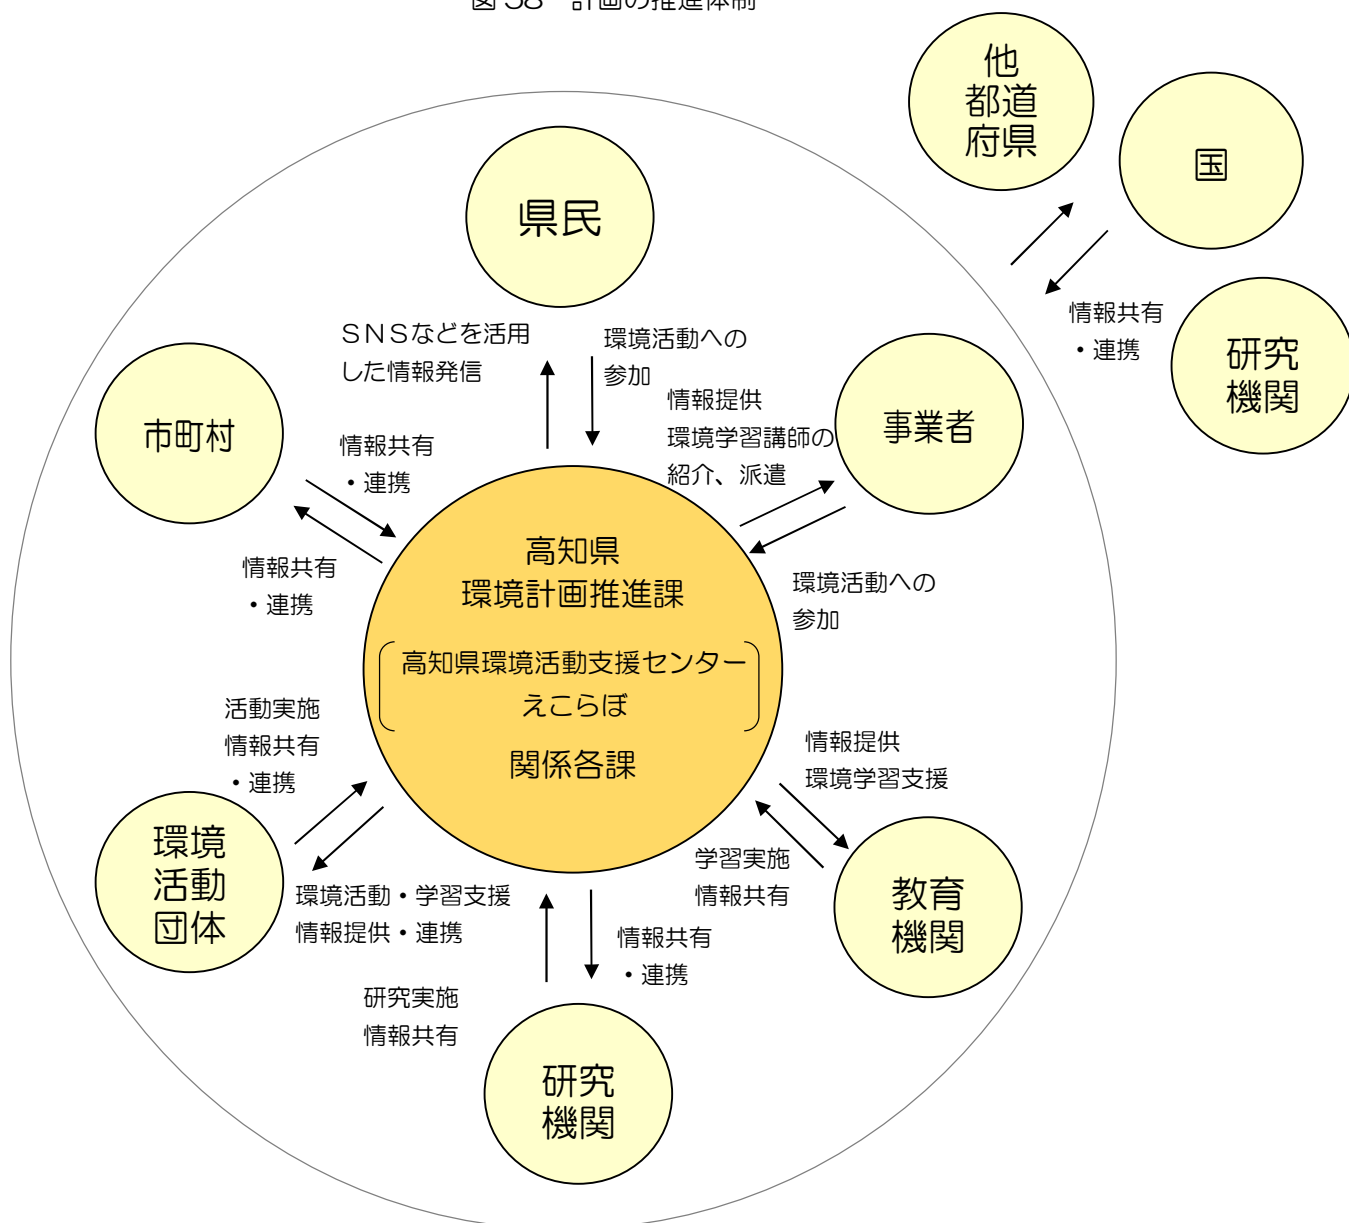 図 58 計画の推進体制
他
都道
府県
国
研究
機関
情報共有
・連携
県民
SNSなどを活用
した情報発信
環境活動への
参加
市町村
情報共有
・連携
情報共有
・連携
情報提供
環境学習講師の
紹介、派遣
事業者
環境活動への
参加
高知県
環境計画推進課
高知県環境活動支援センター
えこらぼ
関係各課
活動実施
情報共有
・連携
環境
活動
団体
環境活動・学習支援
情報提供・連携
情報提供
環境学習支援
学習実施
情報共有
教育
機関
情報共有
・連携
研究実施
情報共有
研究
機関